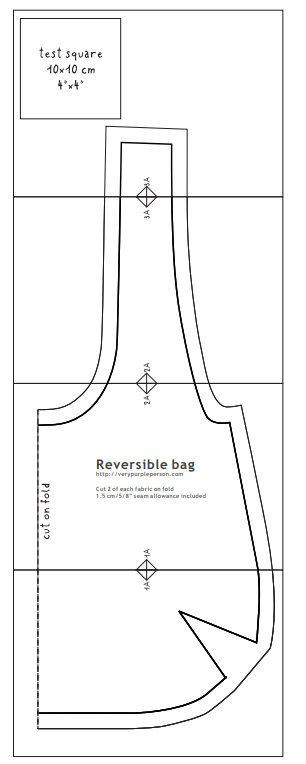 test square
10x10 cm
4"x4"
3A
3A
2A
2A
Reversible bag
http://verypurpleperson.com
Cut 2 of each fabric on fold
1.5 cm/5/8" seam allowance included
cut on fold
1A
1A